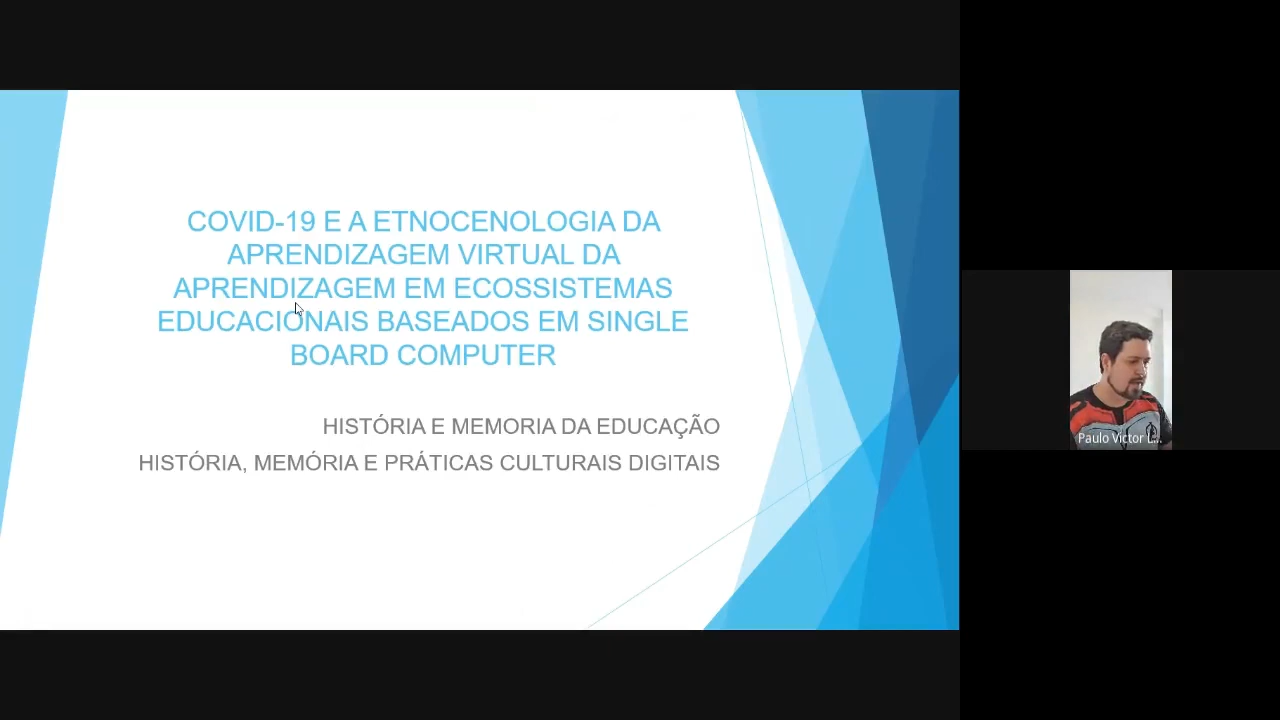 COVID-19 E A ETNOCENOLOGIA DA
APRENDIZAGEM VIRTUAL DA
APRENDIZAGEM EM ECOSSISTEMAS
EDUCACIONAIS BASEADOS EM SINGLE
BOARD COMPUTER
HISTÓRIA E MEMORIA DA EDUCAÇÃO
HISTÓRIA, MEMÓRIA E PRÁTICAS CULTURAIS DIGITAIS
Paulo Victor L...